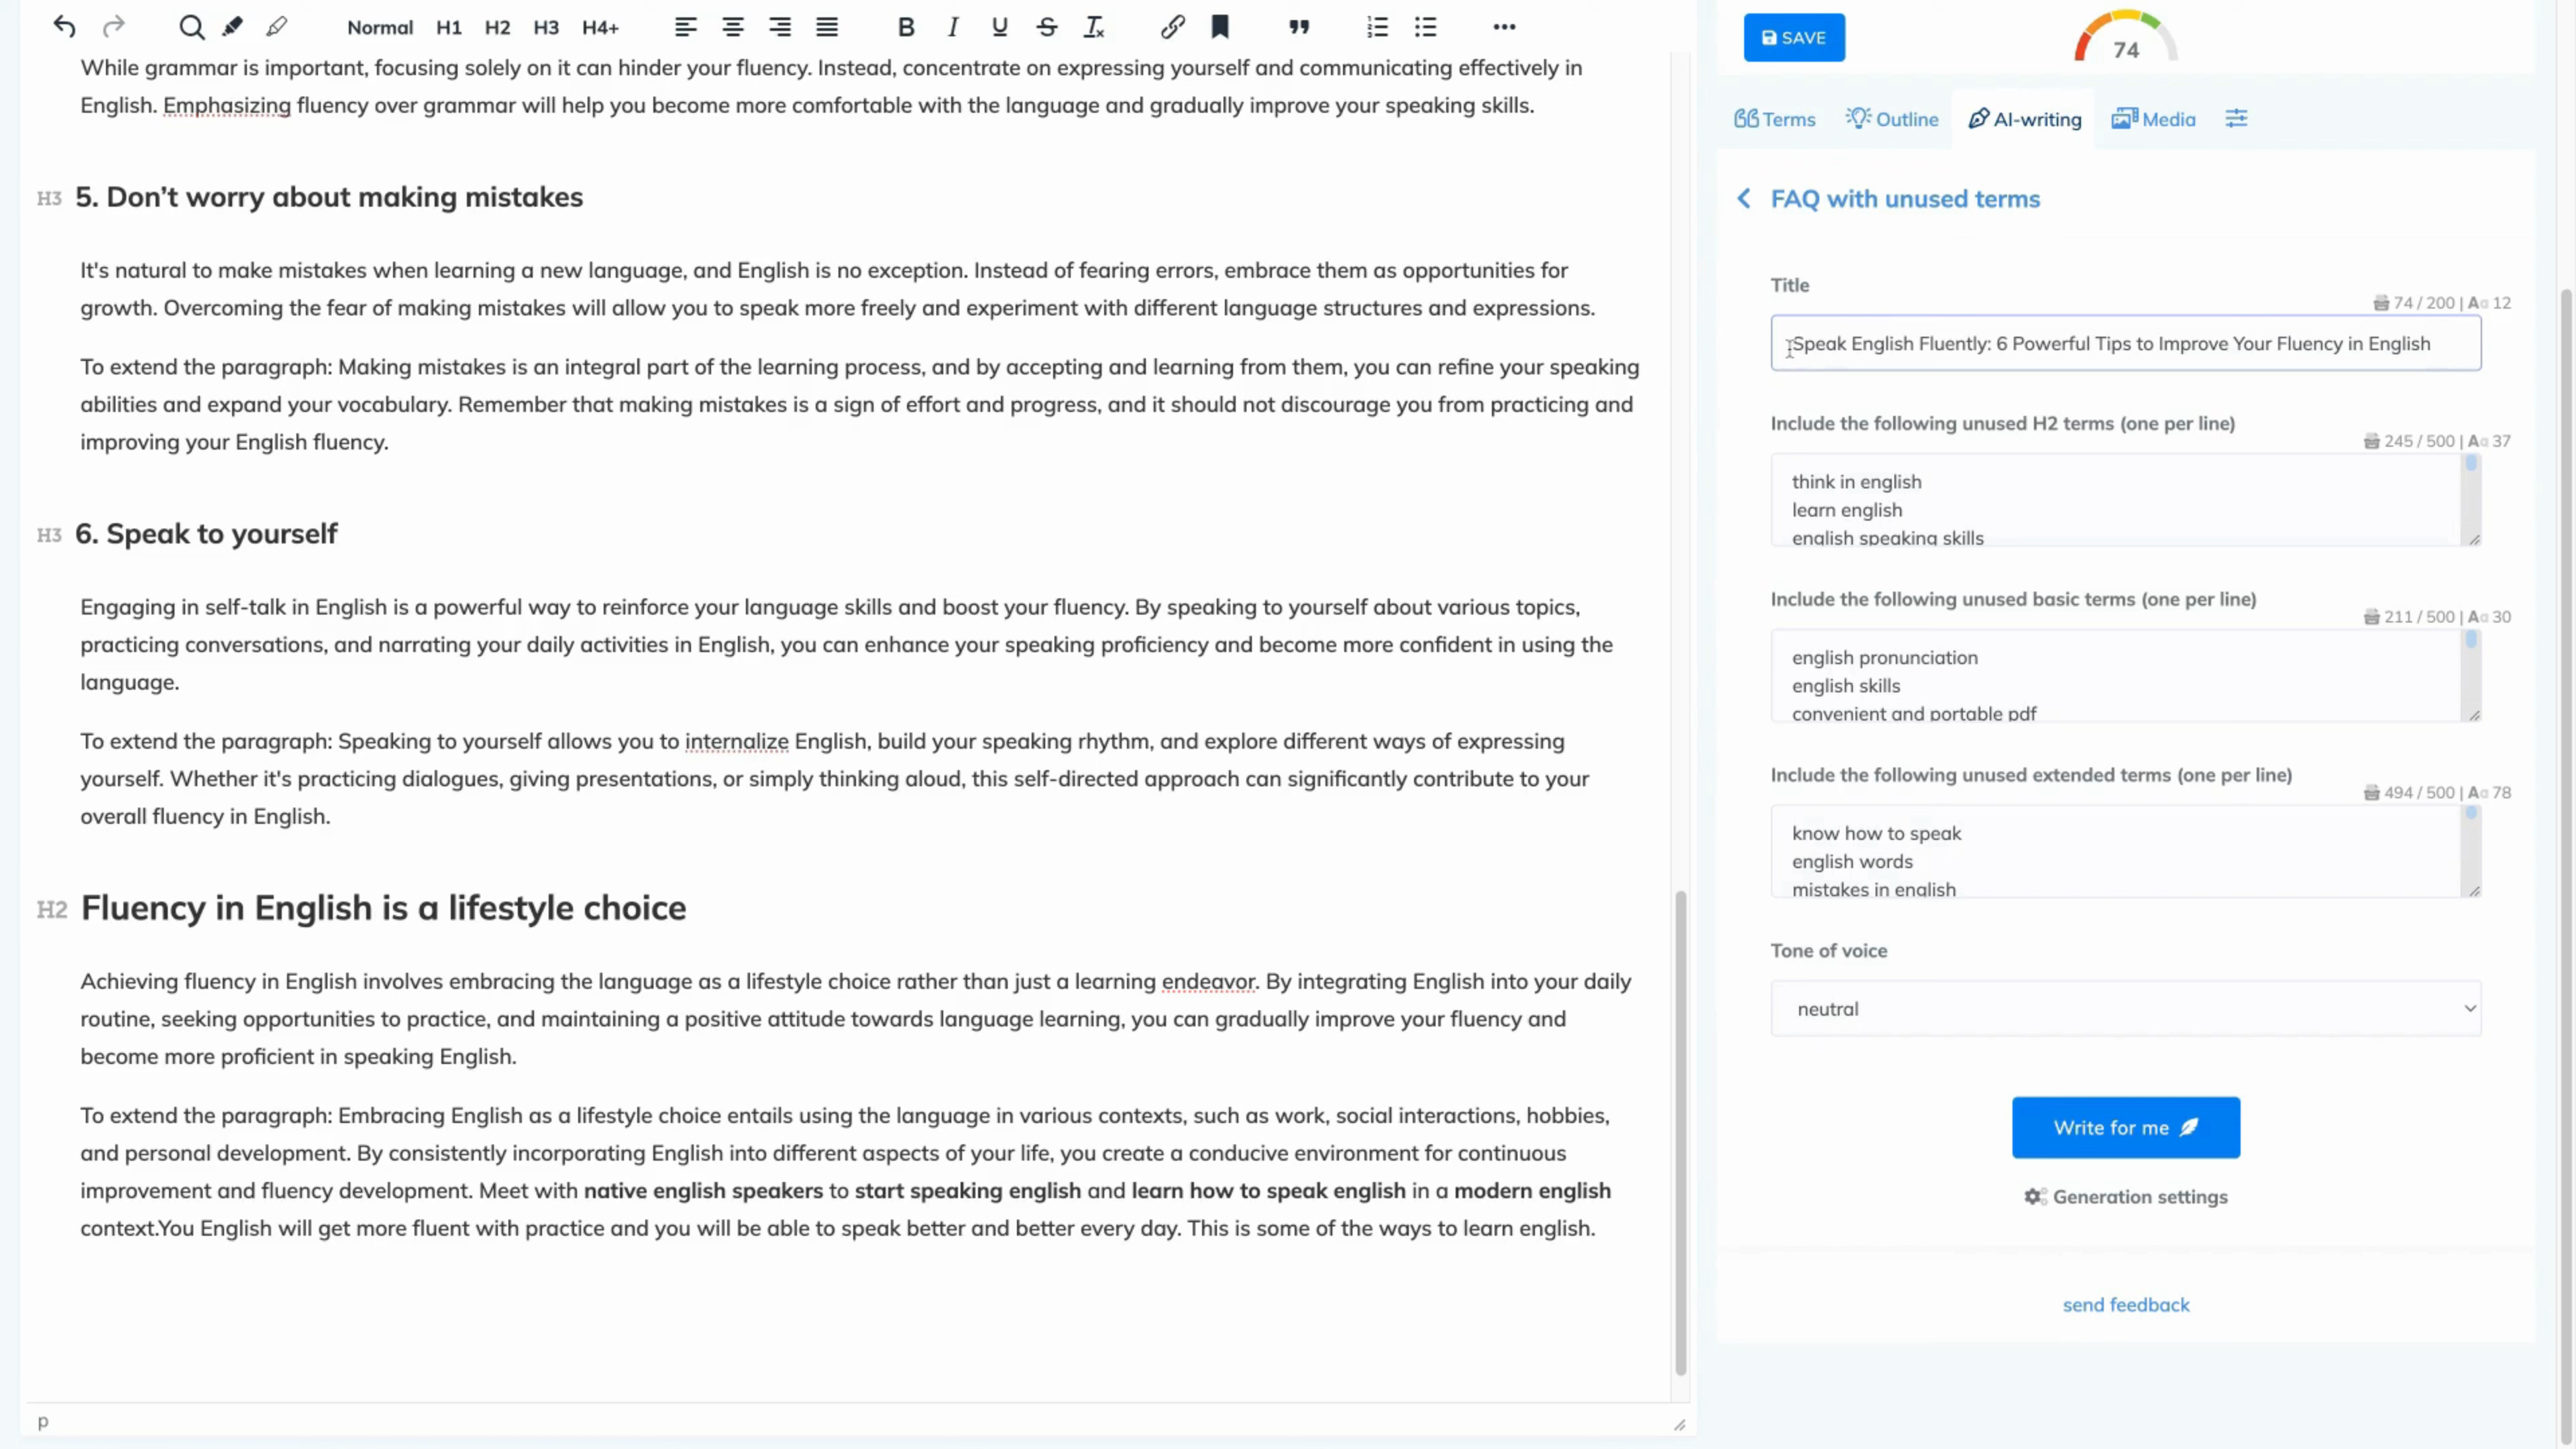 Normal H1 H2 H3 H4+ B I U S
While grammar is important, focusing solely on it can hinder your fluency. Instead, concentrate on expressing yourself and communicating effectively in
English. Emphasizing fluency over grammar will help you become more comfortable with the language and gradually improve your speaking skills.
H3 5. Don’t worry about making mistakes
It's natural to make mistakes when learning a new language, and English is no exception. Instead of fearing errors, embrace them as opportunities for
growth. Overcoming the fear of making mistakes will allow you to speak more freely and experiment with different language structures and expressions.
To extend the paragraph: Making mistakes is an integral part of the learning process, and by accepting and learning from them, you can refine your speaking
abilities and expand your vocabulary. Remember that making mistakes is a sign of effort and progress, and it should not discourage you from practicing and
improving your English fluency.
H3 6. Speak to yourself
Engaging in self-talk in English is a powerful way to reinforce your language skills and boost your fluency. By speaking to yourself about various topics,
practicing conversations, and narrating your daily activities in English, you can enhance your speaking proficiency and become more confident in using the
language.
To extend the paragraph: Speaking to yourself allows you to internalize English, build your speaking rhythm, and explore different ways of expressing
yourself. Whether it's practicing dialogues, giving presentations, or simply thinking aloud, this self-directed approach can significantly contribute to your
overall fluency in English.
H2 Fluency in English is a lifestyle choice
Achieving fluency in English involves embracing the language as a lifestyle choice rather than just a learning endeavor. By integrating English into your daily
routine, seeking opportunities to practice, and maintaining a positive attitude towards language learning, you can gradually improve your fluency and
become more proficient in speaking English.
To extend the paragraph: Embracing English as a lifestyle choice entails using the language in various contexts, such as work, social interactions, hobbies,
and personal development. By consistently incorporating English into different aspects of your life, you create a conducive environment for continuous
improvement and fluency development. Meet with native english speakers to start speaking english and learn how to speak english in a modern english
context.You English will get more fluent with practice and you will be able to speak better and better every day. This is some of the ways to learn english.
p
SAVE
74
Terms Outline AI-writing Media
FAQ with unused terms
Title
74 / 200 | Aa 12
Speak English Fluently: 6 Powerful Tips to Improve Your Fluency in English
Include the following unused H2 terms (one per line)
245 / 500 | Aa 37
think in english
learn english
english speaking skills
Include the following unused basic terms (one per line)
211 / 500 | Aa 30
english pronunciation
english skills
convenient and portable pdf
Include the following unused extended terms (one per line)
494 / 500 | Aa 78
know how to speak
english words
mistakes in english
Tone of voice
neutral
Write for me
Generation settings
send feedback